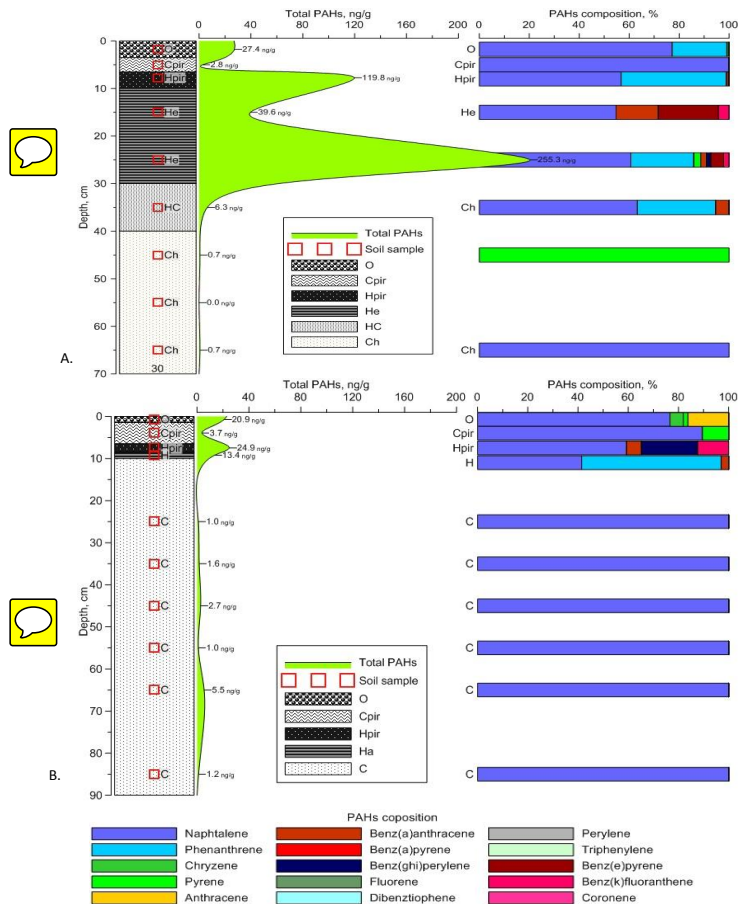 Total PAHs, ng/g
PAHs composition, %
0 40 80 120 160 200
0 20 40 60 80 100
0
10
20
30
40
50
60
70
Depth, cm
O
Cpir
Hpir
He
He
HC
Ch
Ch
Ch
30
27.4 ng/g
2.8 ng/g
119.8 ng/g
39.6 ng/g
255.3 ng/g
6.3 ng/g
0.7 ng/g
0.0 ng/g
0.7 ng/g
Total PAHs
Soil sample
O
Cpir
Hpir
He
HC
Ch
O
Cpir
Hpir
He
Ch
Ch
A.
Total PAHs, ng/g
PAHs composition, %
0 40 80 120 160 200
0 20 40 60 80 100
0
10
20
30
40
50
60
70
80
90
Depth, cm
O
Cpir
Hpir
H
C
C
C
C
C
C
20.9 ng/g
3.7 ng/g
24.9 ng/g
13.4 ng/g
1.0 ng/g
1.6 ng/g
2.7 ng/g
1.0 ng/g
5.5 ng/g
1.2 ng/g
Total PAHs
Soil sample
O
Cpir
Hpir
Ha
C
O
Cpir
Hpir
H
C
C
C
C
C
C
B.
PAHs coposition
Naphtalene Benz(a)anthracene Perylene
Phenanthrene Benz(a)pyrene Triphenylene
Chryzene Benz(ghi)perylene Benz(e)pyrene
Pyrene Fluorene Benz(k)fluoranthene
Anthracene Dibenztiophene Coronene